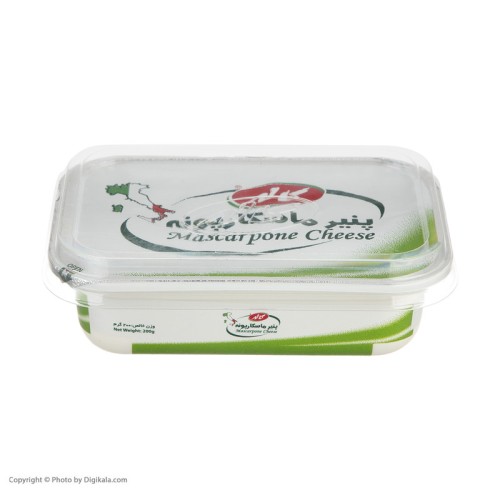 کاله
پنیر ماسکارپونه
Mascarpone Cheese
OPEN
وزن خالص: ۲۰۰ گرم
Net Weight: 200g
کاله
پنیر ماسکارپونه
Mascarpone Cheese
Copyright © Photo by Digikala.com